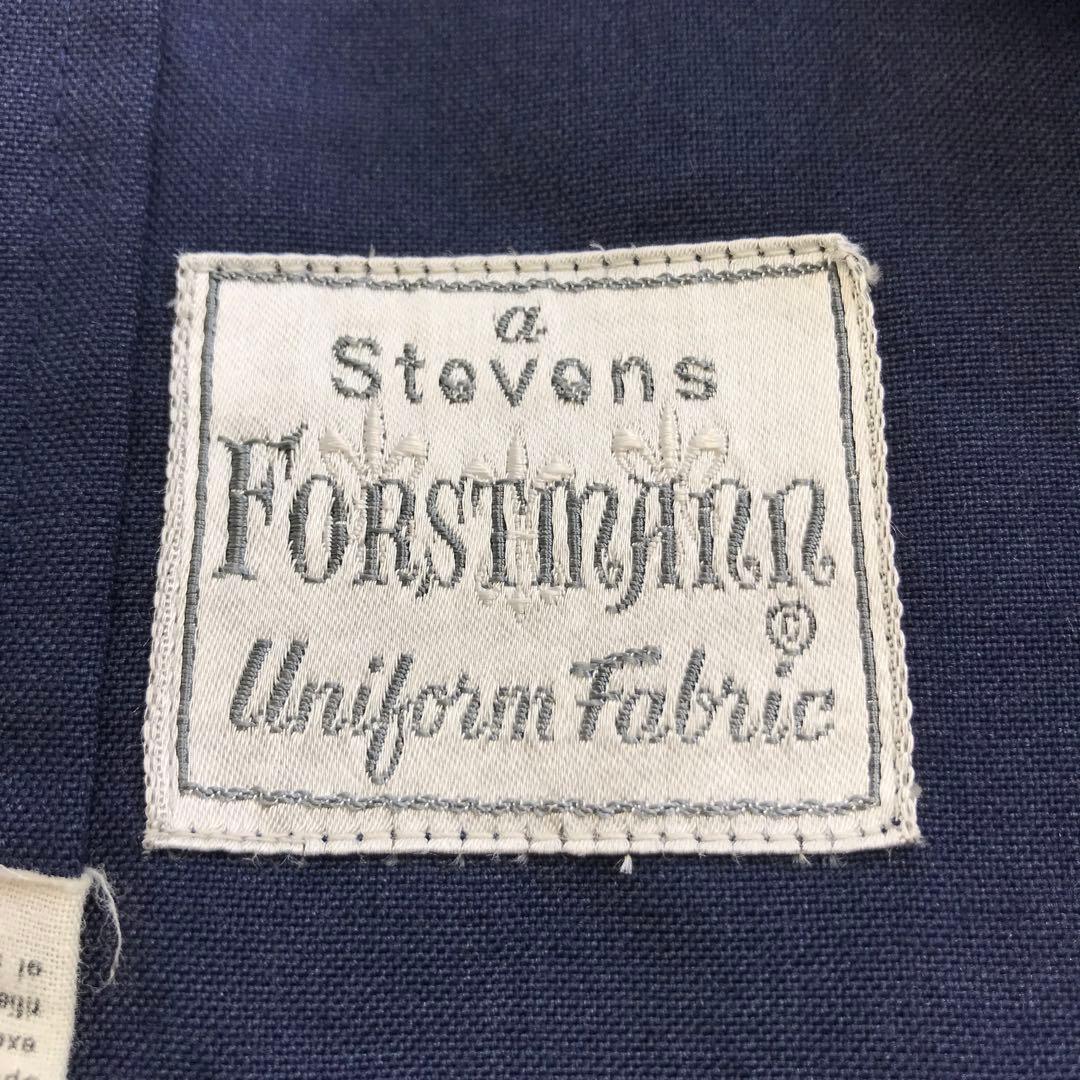 a
Stevens
FORSTMANN
®
Uniform Fabric